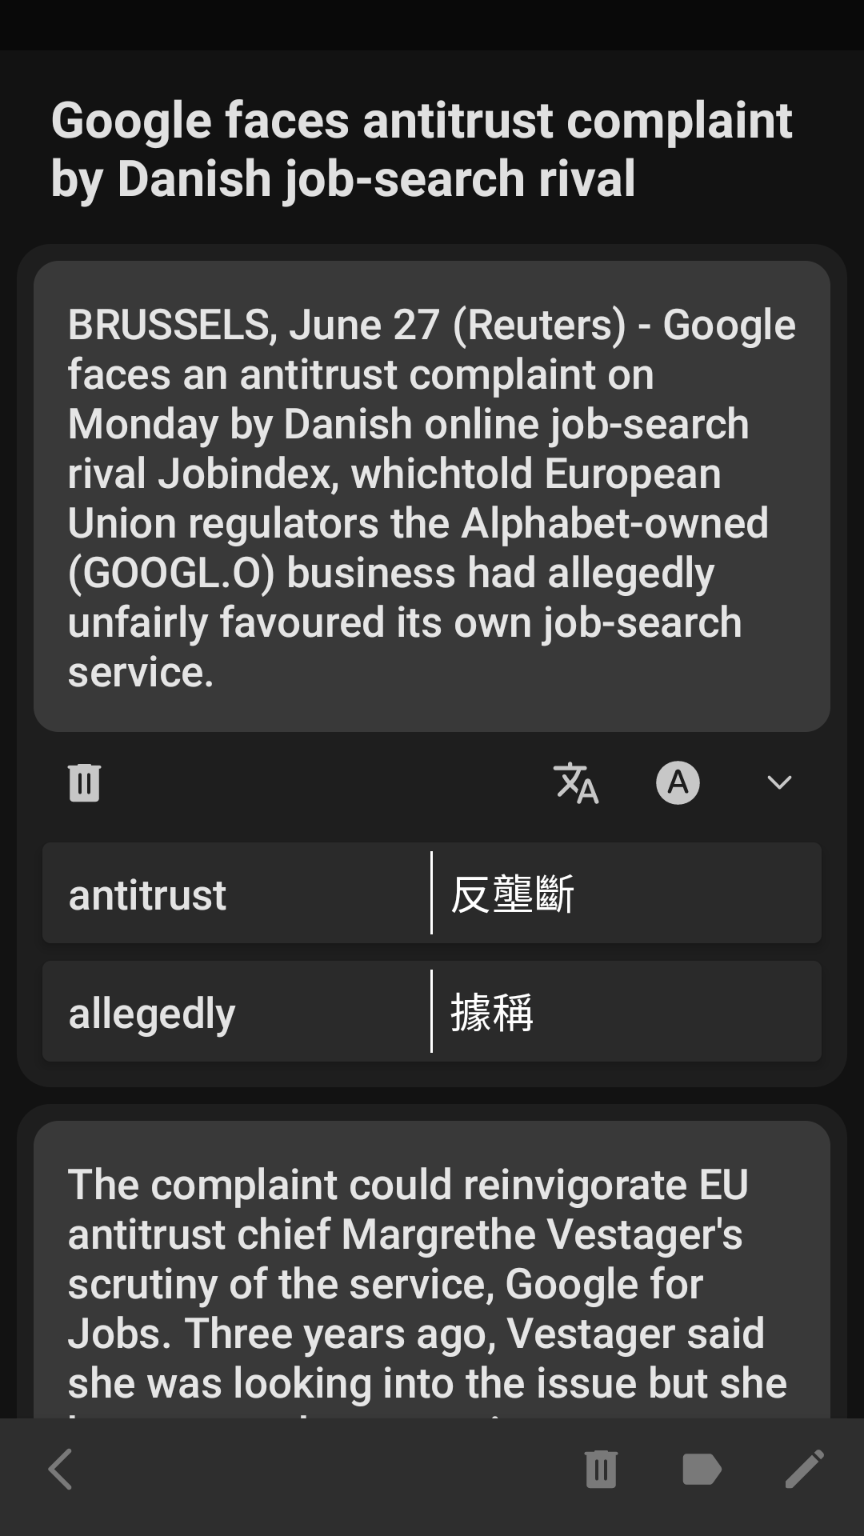 Google faces antitrust complaint
by Danish job-search rival
BRUSSELS, June 27 (Reuters) - Google
faces an antitrust complaint on
Monday by Danish online job-search
rival Jobindex, whichtold European
Union regulators the Alphabet-owned
(GOOGL.O) business had allegedly
unfairly favoured its own job-search
service.
A
antitrust
反壟斷
allegedly
據稱
The complaint could reinvigorate EU
antitrust chief Margrethe Vestager's
scrutiny of the service, Google for
Jobs. Three years ago, Vestager said
she was looking into the issue but she